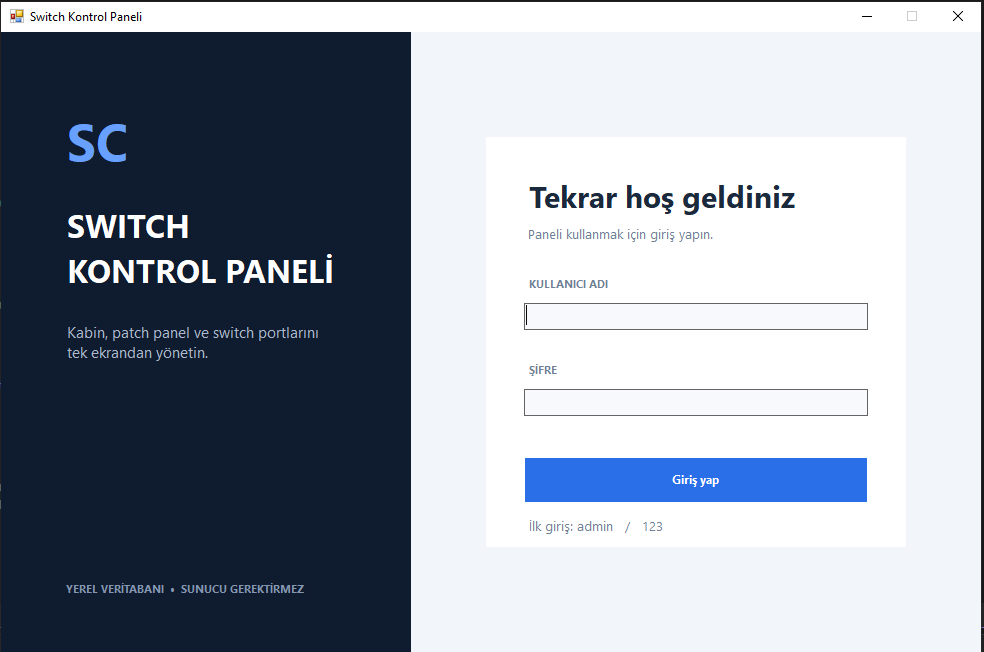 Switch Kontrol Paneli
SC
SWITCH
KONTROL PANELİ
Kabin, patch panel ve switch portlarını
tek ekrandan yönetin.
YEREL VERİTABANI • SUNUCU GEREKTİRMEZ
Tekrar hoş geldiniz
Paneli kullanmak için giriş yapın.
KULLANICI ADI
ŞİFRE
Giriş yap
İlk giriş: admin / 123